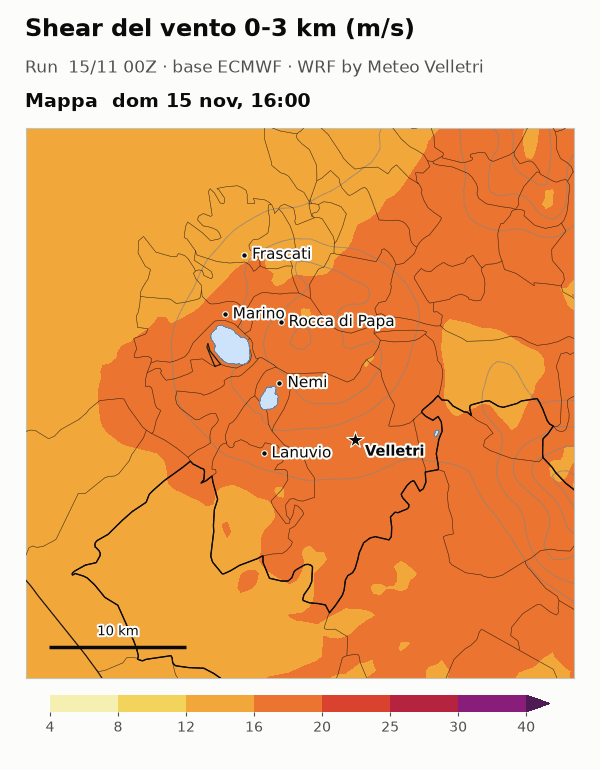 Shear del vento 0-3 km (m/s)
Run  15/11 00Z · base ECMWF · WRF by Meteo Velletri
Mappa  dom 15 nov, 16:00
Frascati
Marino
Rocca di Papa
Nemi
Velletri
Lanuvio
10 km
4 8 12 16 20 25 30 40